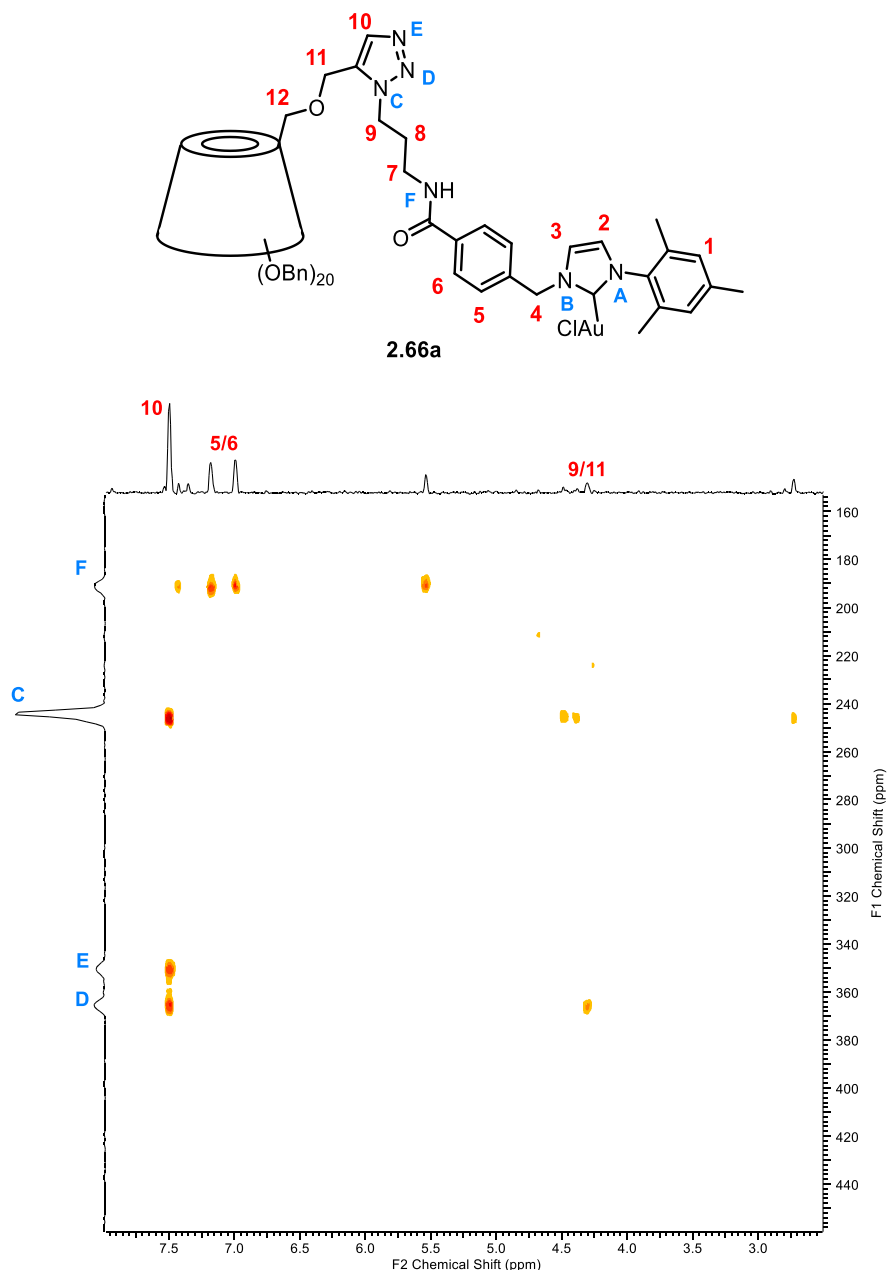 10
E
N
11
N
D
N
C
12
O
9
8
7
NH
F
O
3
2
1
6
N
N
B
A
(OBn)20
5
4
ClAu
2.66a
10
5/6
9/11
160
F
180
200
220
C
240
260
280
300
320
340
E
360
D
380
400
420
440
F1 Chemical Shift (ppm)
7.5 7.0 6.5 6.0 5.5 5.0 4.5 4.0 3.5 3.0
F2 Chemical Shift (ppm)